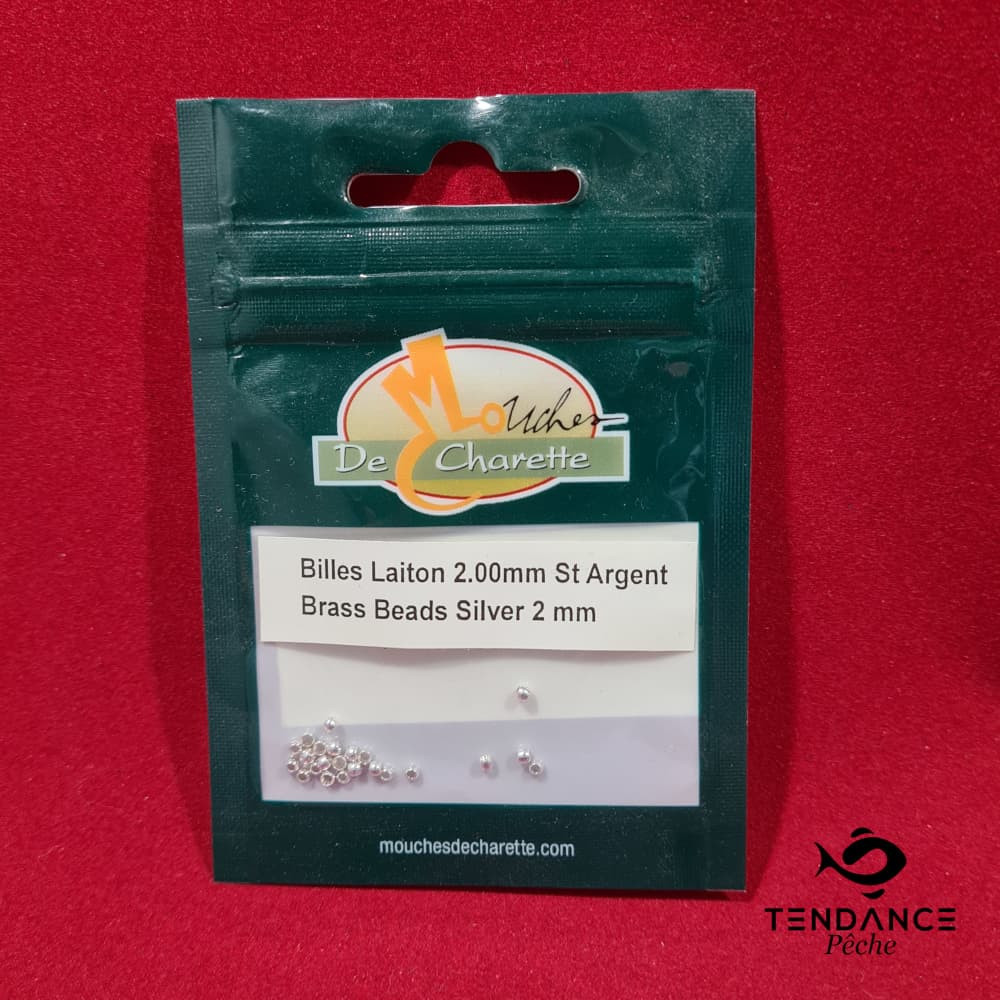 Mouches
De Charette
Billes Laiton 2.00mm St Argent
Brass Beads Silver 2 mm
mouchesdecharette.com
TENDANCE
Pêche